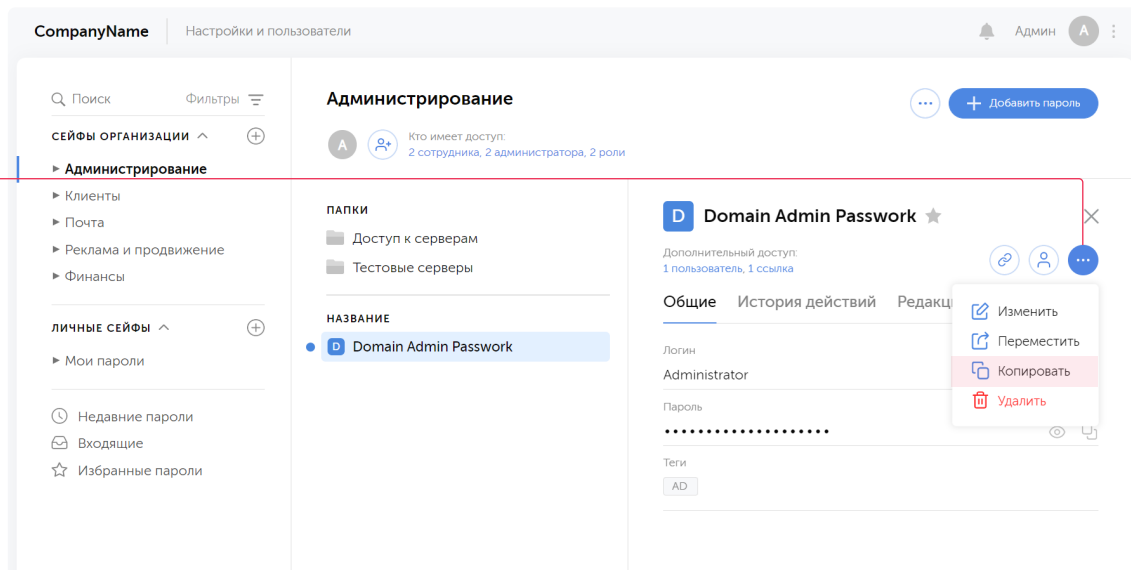 CompanyName
Настройки и пользователи
Админ
А
Поиск
Фильтры
СЕЙФЫ ОРГАНИЗАЦИИ
Администрирование
Клиенты
Почта
Реклама и продвижение
Финансы
ЛИЧНЫЕ СЕЙФЫ
Мои пароли
Недавние пароли
Входящие
Избранные пароли
Администрирование
Добавить пароль
А
Кто имеет доступ:
2 сотрудника, 2 администратора, 2 роли
ПАПКИ
Доступ к серверам
Тестовые серверы
НАЗВАНИЕ
D Domain Admin Passwork
D Domain Admin Passwork
Дополнительный доступ:
1 пользователь, 1 ссылка
Общие История действий Редакц
Изменить
Переместить
Копировать
Удалить
Логин
Administrator
Пароль
••••••••••••••••••••
Теги
AD